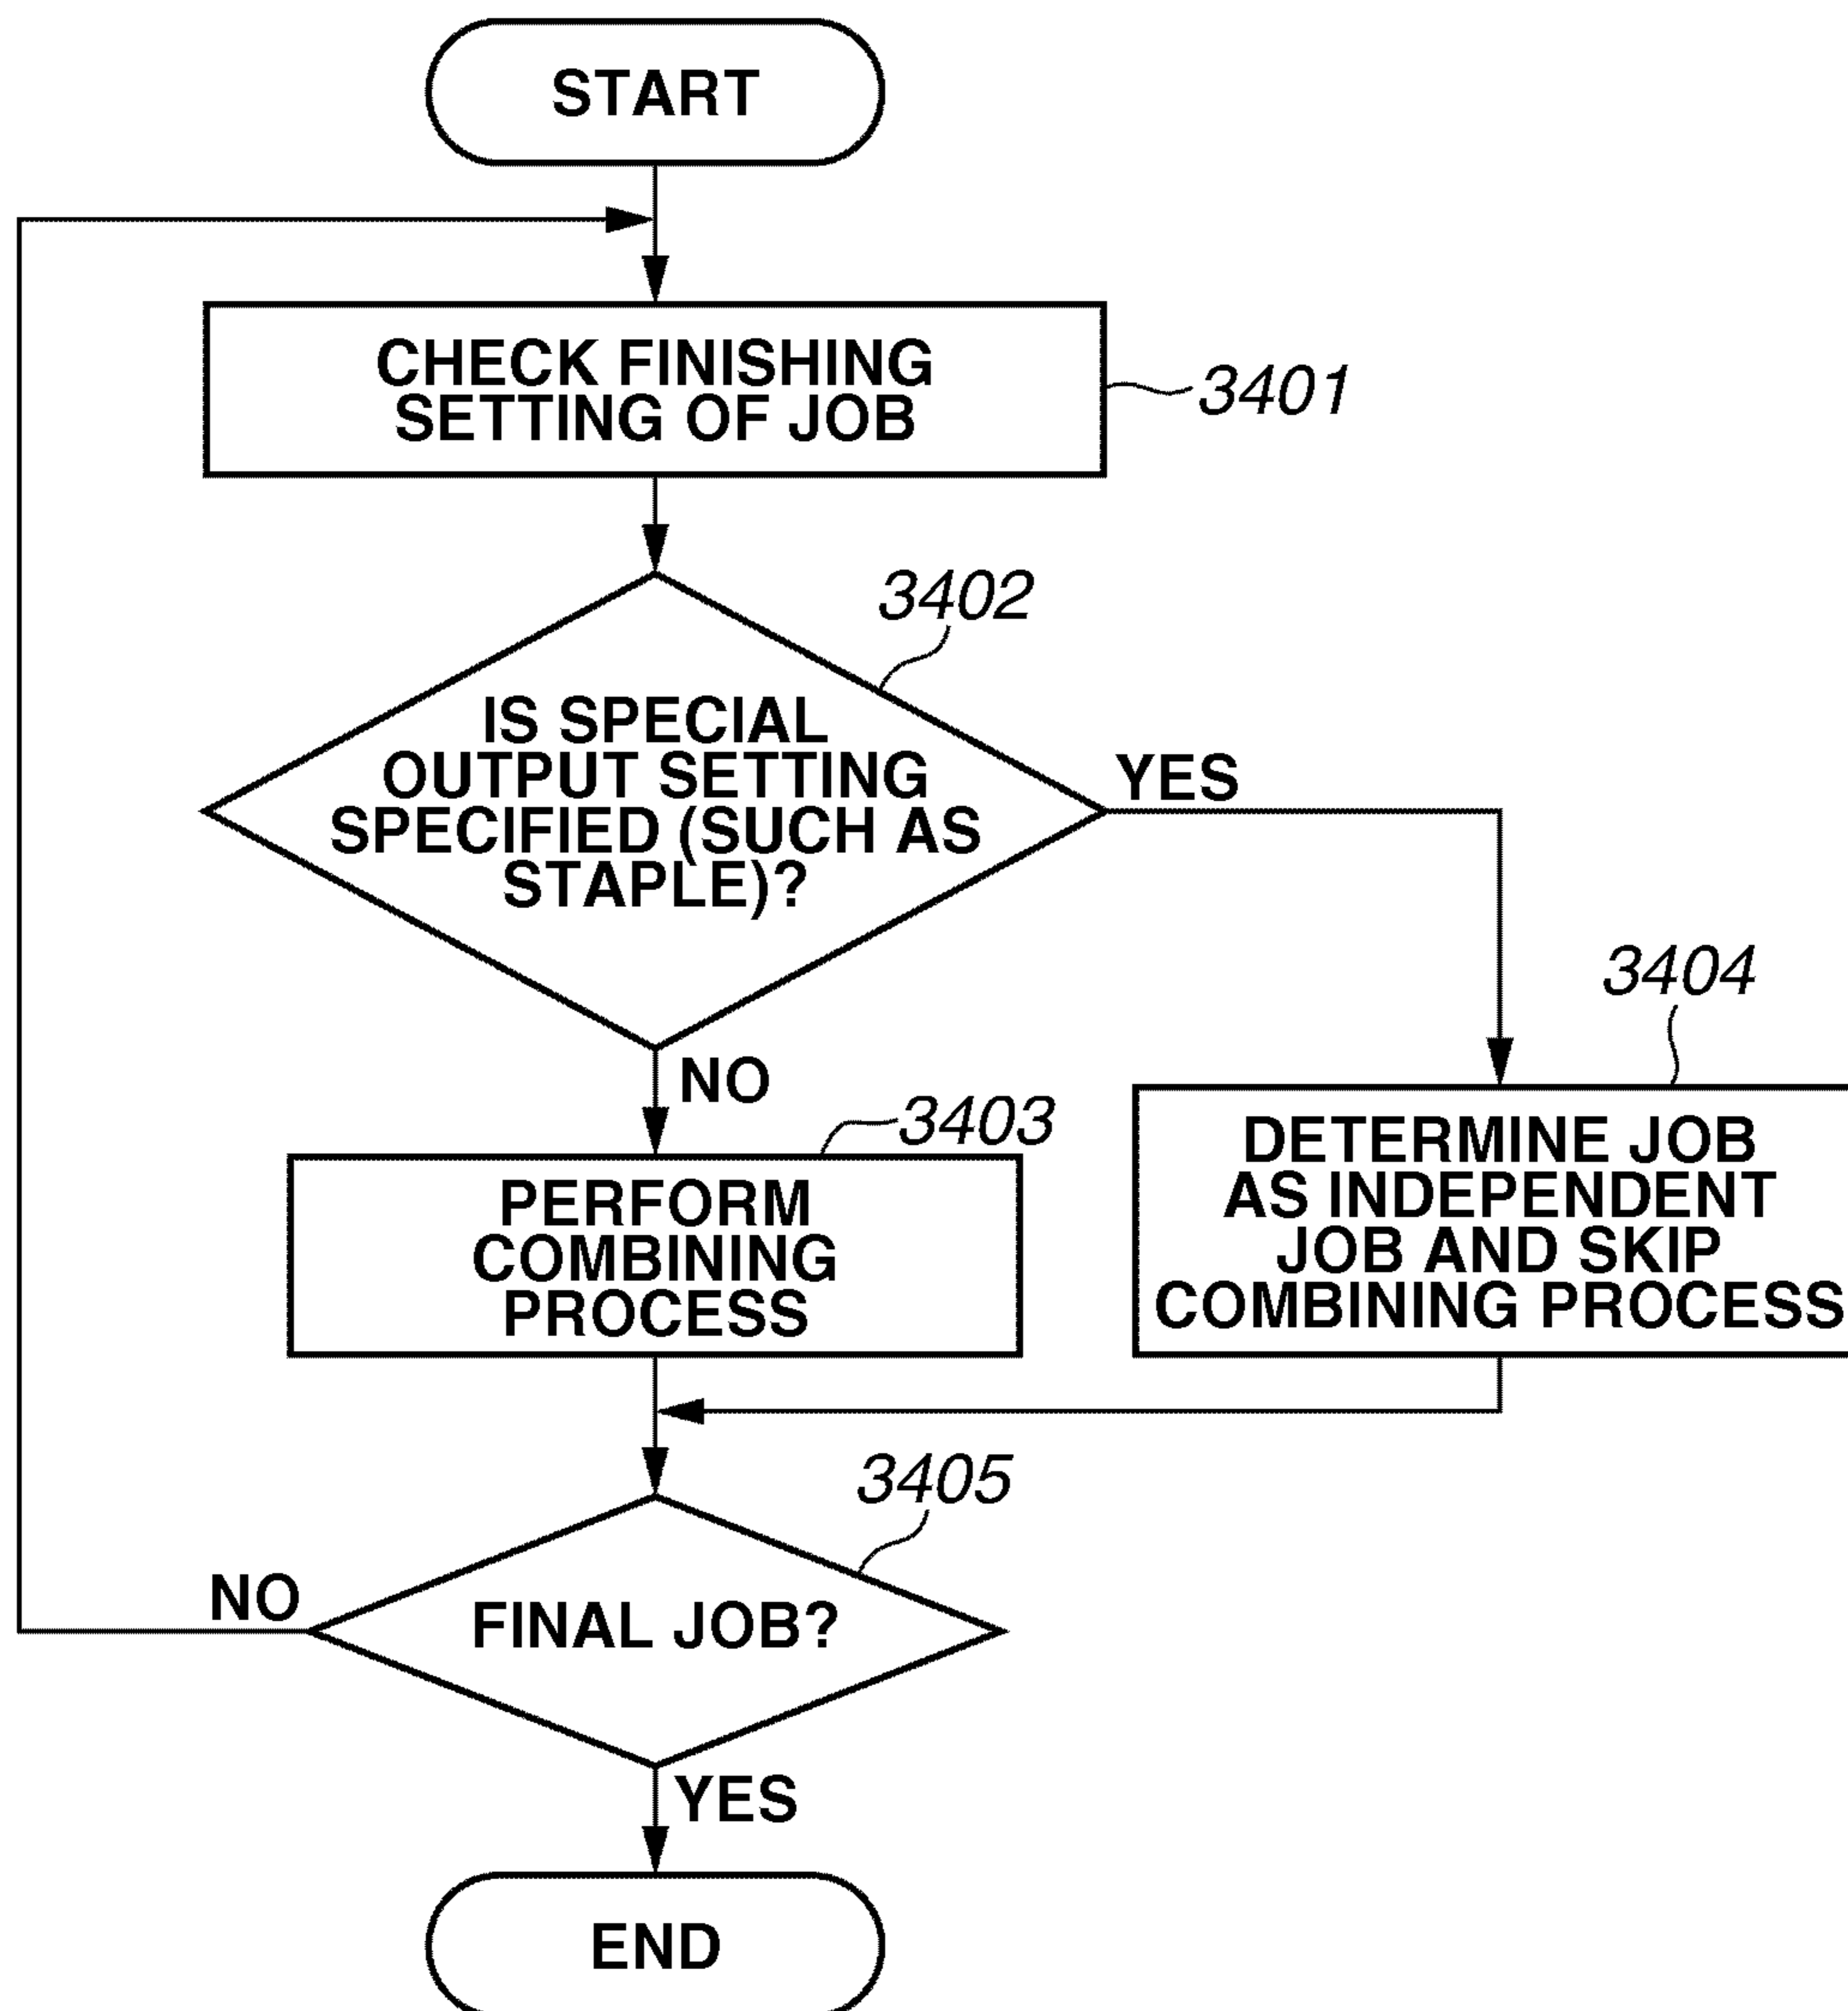 START
CHECK FINISHING
SETTING OF JOB
3401
3402
IS SPECIAL
OUTPUT SETTING
SPECIFIED (SUCH AS
STAPLE)?
YES
NO
3403
PERFORM
COMBINING
PROCESS
3404
DETERMINE JOB
AS INDEPENDENT
JOB AND SKIP
COMBINING PROCESS
3405
FINAL JOB?
NO
YES
END